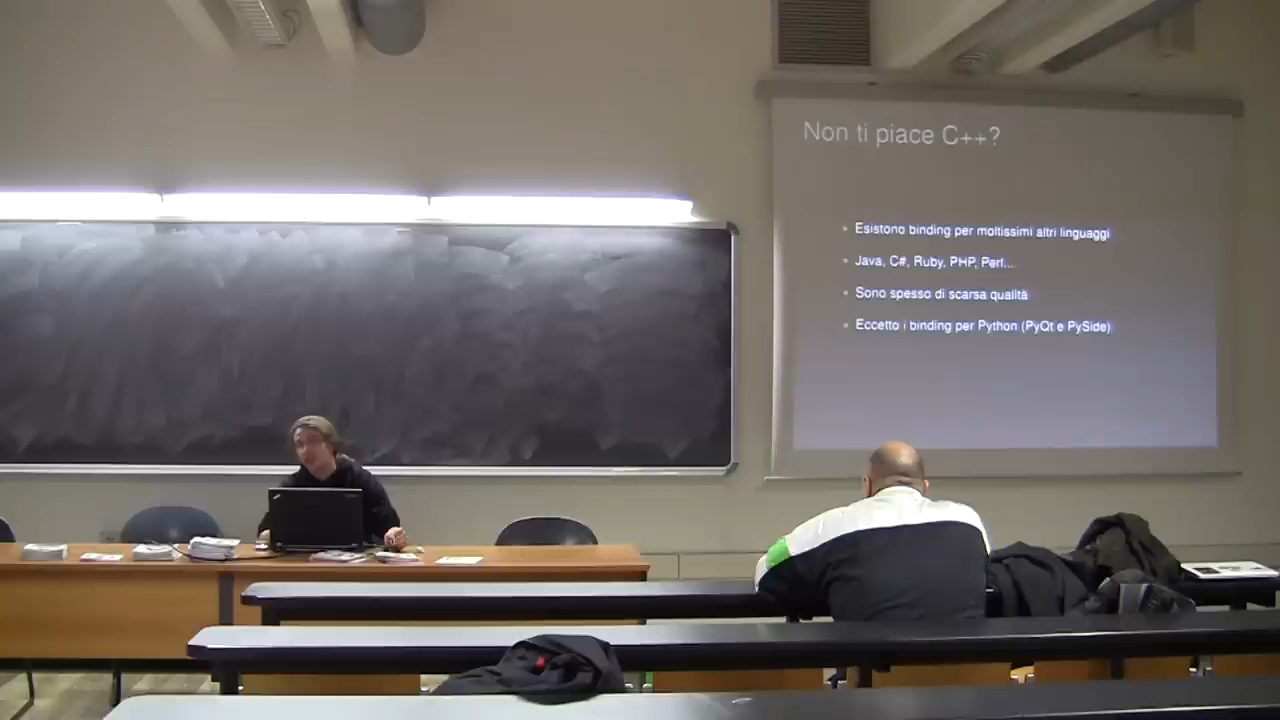 Non ti piace C++?
Esistono binding per moltissimi altri linguaggi
Java, C#, Ruby, PHP, Perl...
Sono spesso di scarsa qualità
Eccetto i binding per Python (PyQt e PySide)